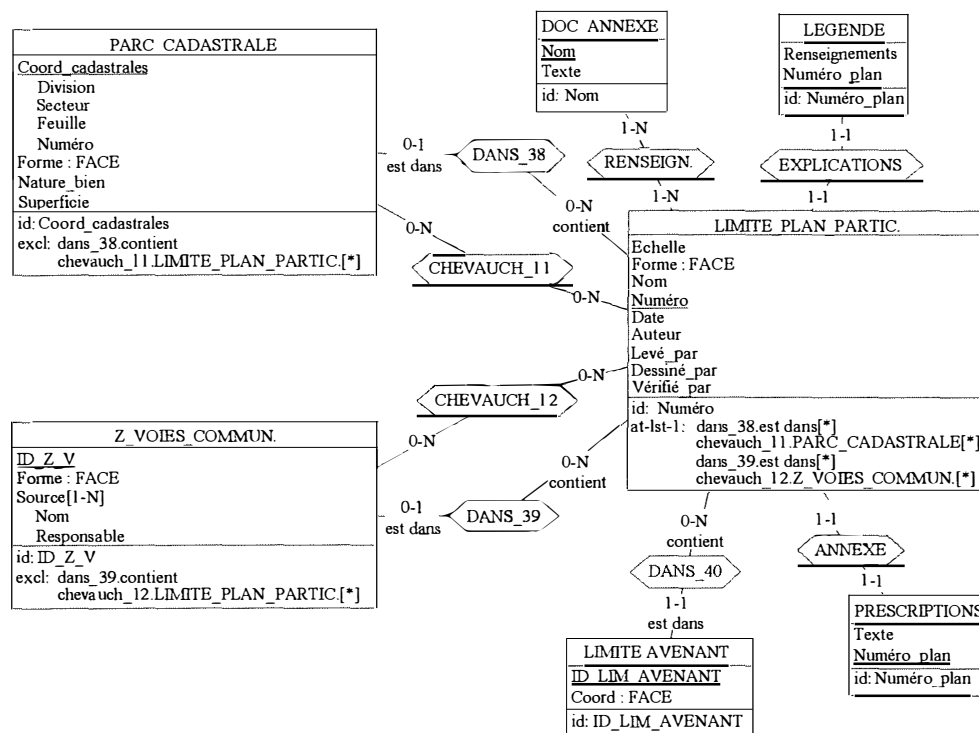 PARC_CADASTRALE
Coord_cadastrales
Division
Secteur
Feuille
Numéro
Forme : FACE
Nature_bien
Superficie
id: Coord_cadastrales
excl: dans_38.contient
chevauch_11.LIMITE_PLAN_PARTIC.[*]
DOC_ANNEXE
Nom
Texte
id: Nom
LEGENDE
Renseignements
Numéro_plan
id: Numéro_plan
0-1
est dans
DANS_38
0-N
contient
1-N
RENSEIGN.
1-N
1-1
EXPLICATIONS
1-1
0-N
CHEVAUCH_11
0-N
LIMITE_PLAN_PARTIC.
Echelle
Forme : FACE
Nom
Numéro
Date
Auteur
Levé_par
Dessiné_par
Vérifié_par
id: Numéro
at-lst-1: dans_38.est dans[*]
chevauch_11.PARC_CADASTRALE[*]
dans_39.est dans[*]
chevauch_12.Z_VOIES_COMMUN.[*]
0-N
CHEVAUCH_12
0-N
Z_VOIES_COMMUN.
ID_Z_V
Forme : FACE
Source[1-N]
Nom
Responsable
id: ID_Z_V
excl: dans_39.contient
chevauch_12.LIMITE_PLAN_PARTIC.[*]
0-N
contient
0-1
est dans
DANS_39
0-N
contient
DANS_40
1-1
est dans
1-1
ANNEXE
1-1
LIMITE AVENANT
ID_LIM_AVENANT
Coord : FACE
id: ID_LIM_AVENANT
PRESCRIPTIONS
Texte
Numéro_plan
id: Numéro_plan